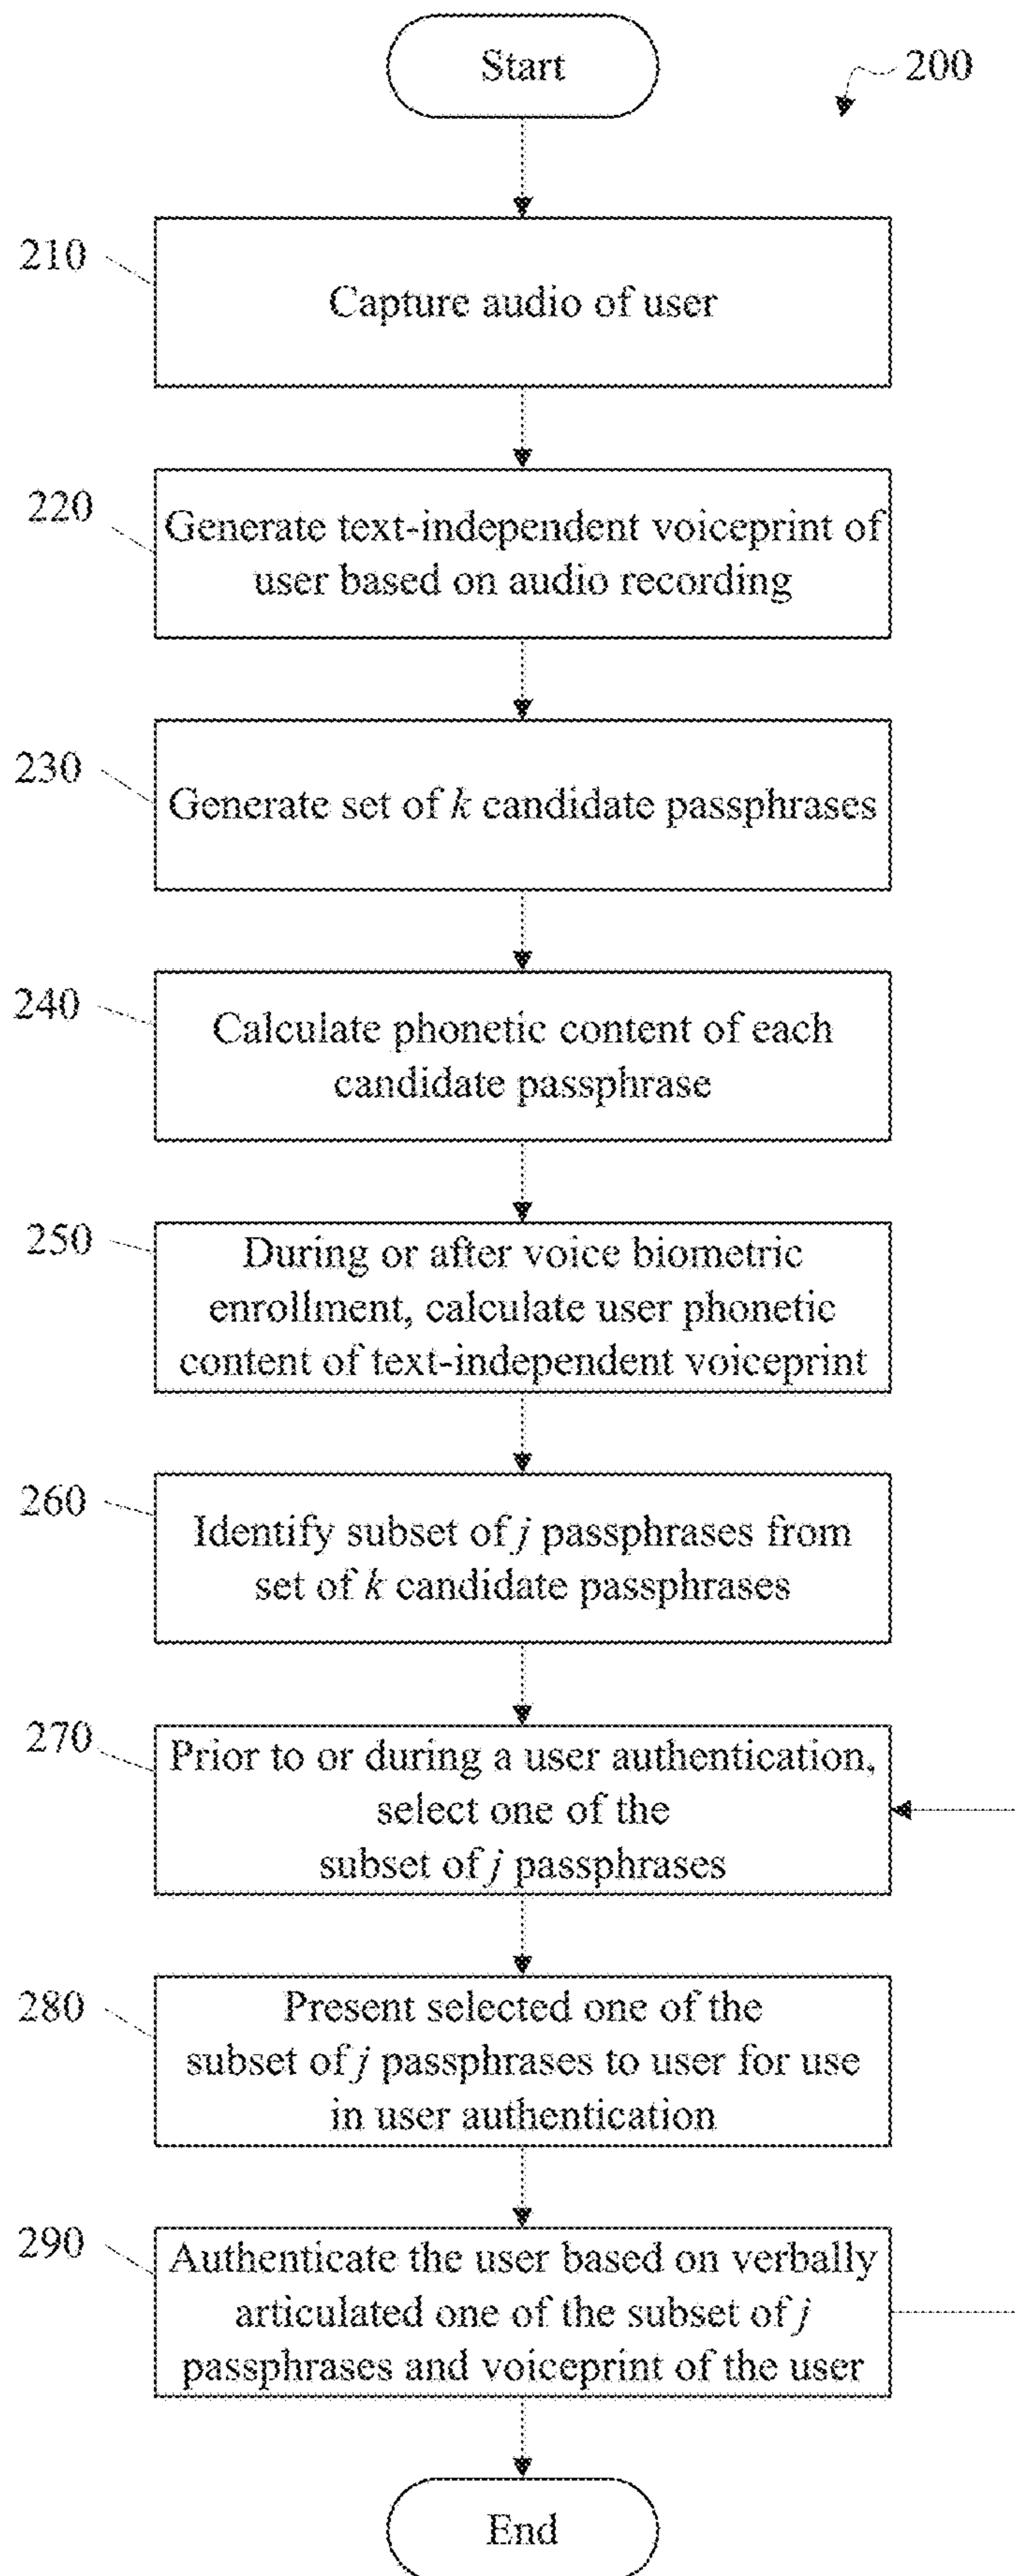 Start
200
210
Capture audio of user
220
Generate text-independent voiceprint of
user based on audio recording
230
Generate set of k candidate passphrases
240
Calculate phonetic content of each
candidate passphrase
250
During or after voice biometric
enrollment, calculate user phonetic
content of text-independent voiceprint
260
Identify subset of j passphrases from
set of k candidate passphrases
270
Prior to or during a user authentication,
select one of the
subset of j passphrases
280
Present selected one of the
subset of j passphrases to user for use
in user authentication
290
Authenticate the user based on verbally
articulated one of the subset of j
passphrases and voiceprint of the user
End